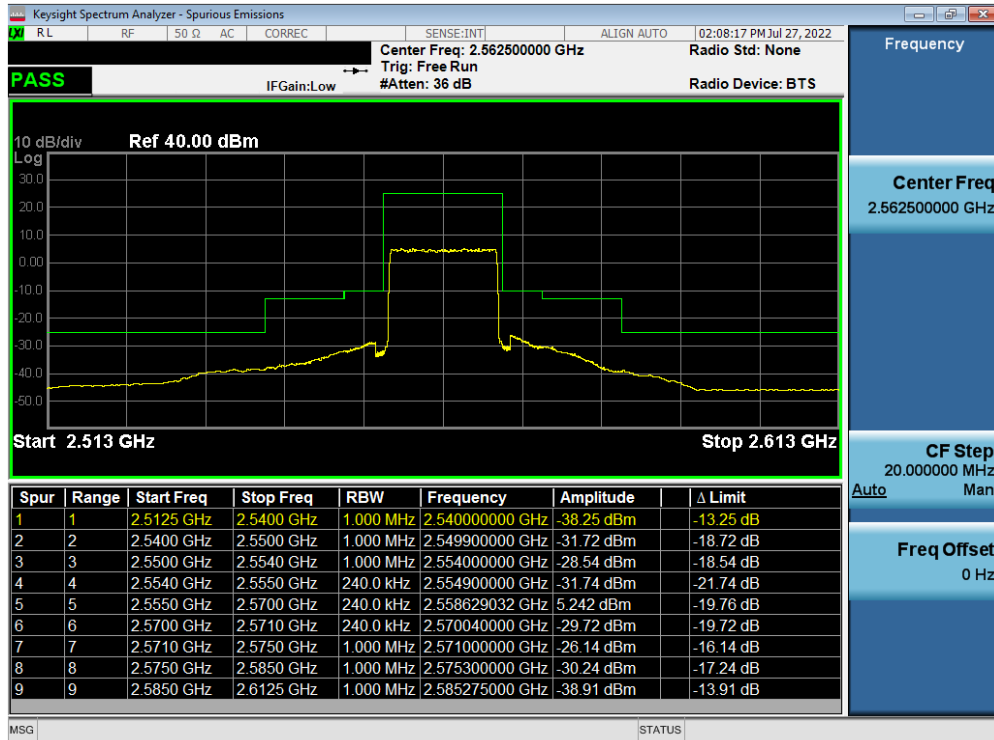 Keysight Spectrum Analyzer - Spurious Emissions
LXI RL RF 50 Ω AC CORREC SENSE:INT ALIGN AUTO 02:08:17 PM Jul 27, 2022
Center Freq: 2.562500000 GHz Radio Std: None
Trig: Free Run
PASS IFGain:Low #Atten: 36 dB Radio Device: BTS
10 dB/div Ref 40.00 dBm
Log
30.0
20.0
10.0
0.00
-10.0
-20.0
-30.0
-40.0
-50.0
Start 2.513 GHz Stop 2.613 GHz
Spur Range Start Freq Stop Freq RBW Frequency Amplitude Δ Limit
1 1 2.5125 GHz 2.5400 GHz 1.000 MHz 2.540000000 GHz -38.25 dBm -13.25 dB
2 2 2.5400 GHz 2.5500 GHz 1.000 MHz 2.549900000 GHz -31.72 dBm -18.72 dB
3 3 2.5500 GHz 2.5540 GHz 1.000 MHz 2.554000000 GHz -28.54 dBm -18.54 dB
4 4 2.5540 GHz 2.5550 GHz 240.0 kHz 2.554900000 GHz -31.74 dBm -21.74 dB
5 5 2.5550 GHz 2.5700 GHz 240.0 kHz 2.558629032 GHz 5.242 dBm -19.76 dB
6 6 2.5700 GHz 2.5710 GHz 240.0 kHz 2.570040000 GHz -29.72 dBm -19.72 dB
7 7 2.5710 GHz 2.5750 GHz 1.000 MHz 2.571000000 GHz -26.14 dBm -16.14 dB
8 8 2.5750 GHz 2.5850 GHz 1.000 MHz 2.575300000 GHz -30.24 dBm -17.24 dB
9 9 2.5850 GHz 2.6125 GHz 1.000 MHz 2.585275000 GHz -38.91 dBm -13.91 dB
MSG STATUS
Frequency
Center Freq
2.562500000 GHz
CF Step
20.000000 MHz
Auto Man
Freq Offset
0 Hz